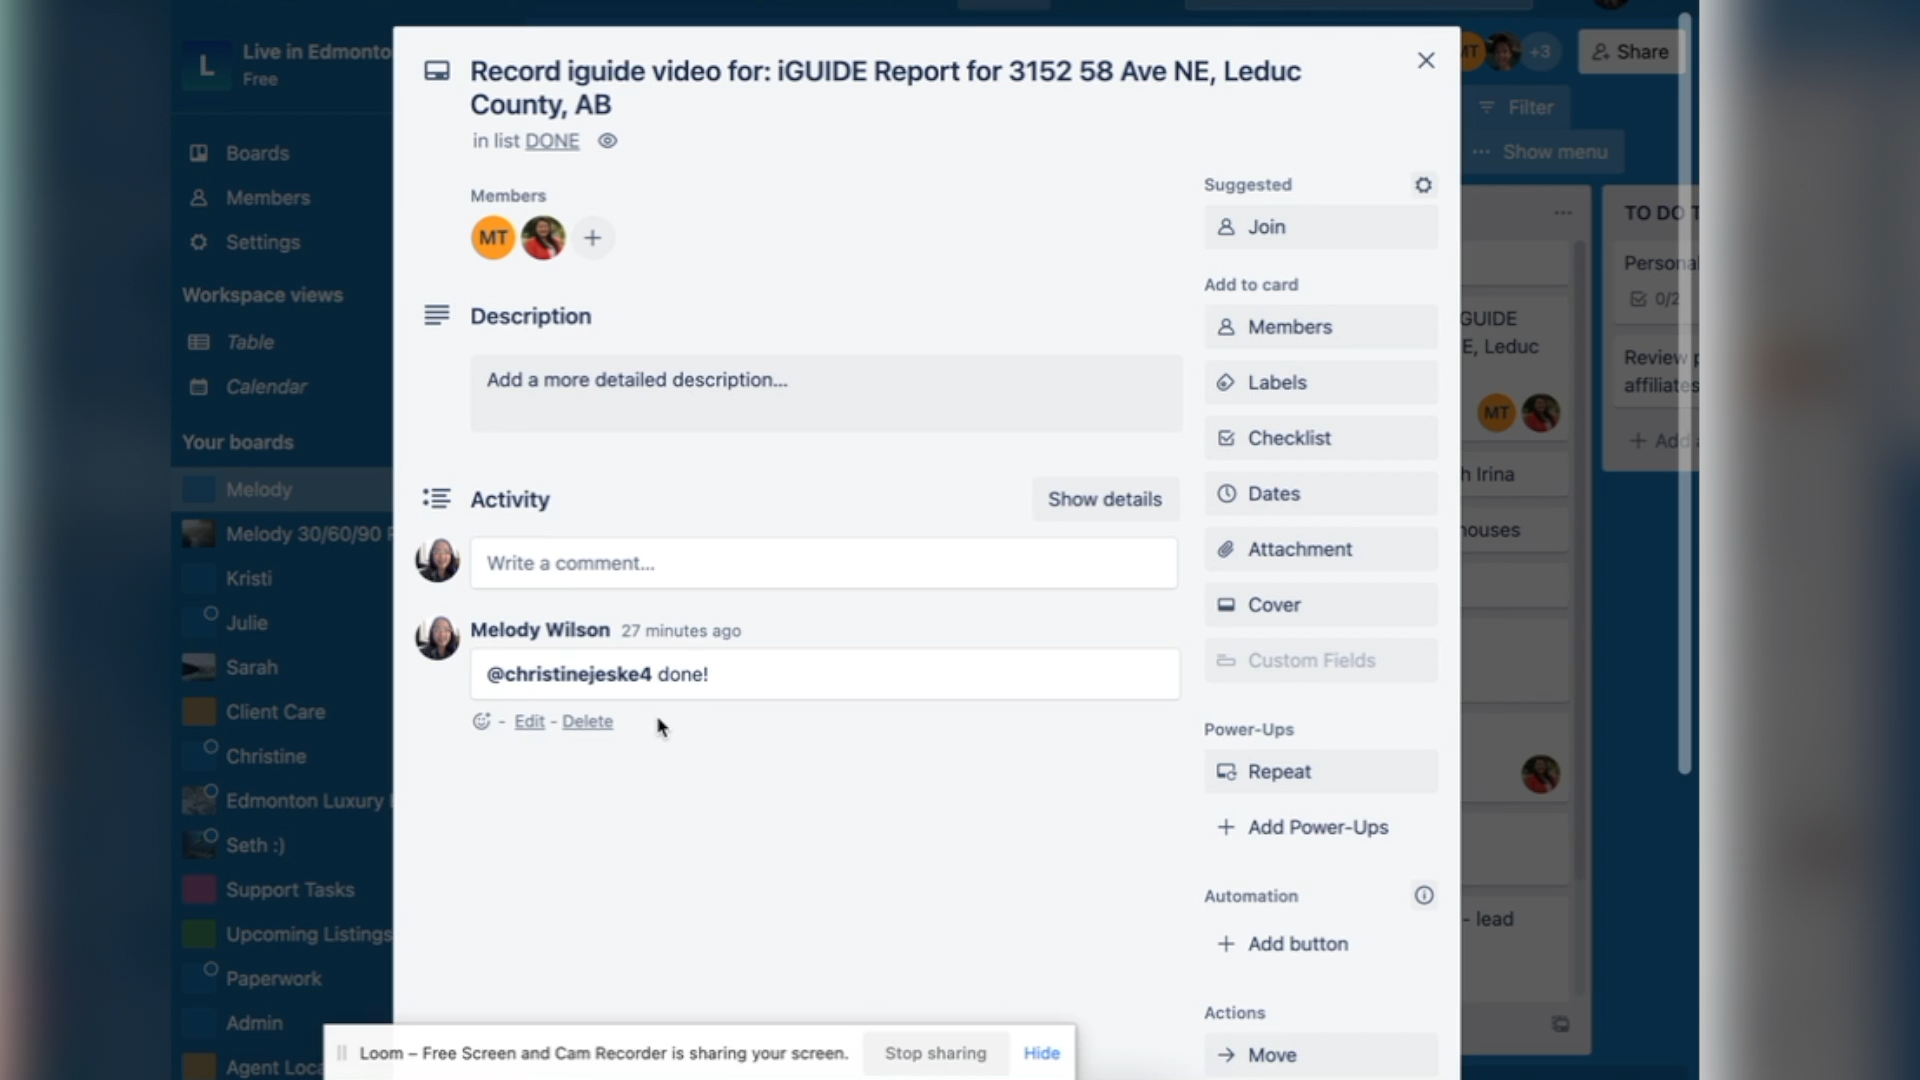 L
Live in Edmonto
Free
Boards
Members
Settings
Workspace views
Table
Calendar
Your boards
Melody
Melody 30/60/90
Kristi
Julie
Sarah
Client Care
Christine
Edmonton Luxury
Seth :)
Support Tasks
Upcoming Listings
Paperwork
Admin
Agent Loca
Record iguide video for: iGUIDE Report for 3152 58 Ave NE, Leduc
County, AB
in list DONE
Members
MT
Description
Add a more detailed description...
Activity
Show details
Write a comment...
Melody Wilson 27 minutes ago
@christinejeske4 done!
- Edit - Delete
Suggested
Join
Add to card
Members
Labels
Checklist
Dates
Attachment
Cover
Custom Fields
Power-Ups
Repeat
+ Add Power-Ups
Automation
+ Add button
Actions
→ Move
MT
+3
Share
Filter
... Show menu
GUIDE
E, Leduc
MT
h Irina
houses
- lead
TO DO T
Personal
0/2
Review p
affiliates
+ Add a
Loom – Free Screen and Cam Recorder is sharing your screen.
Stop sharing
Hide